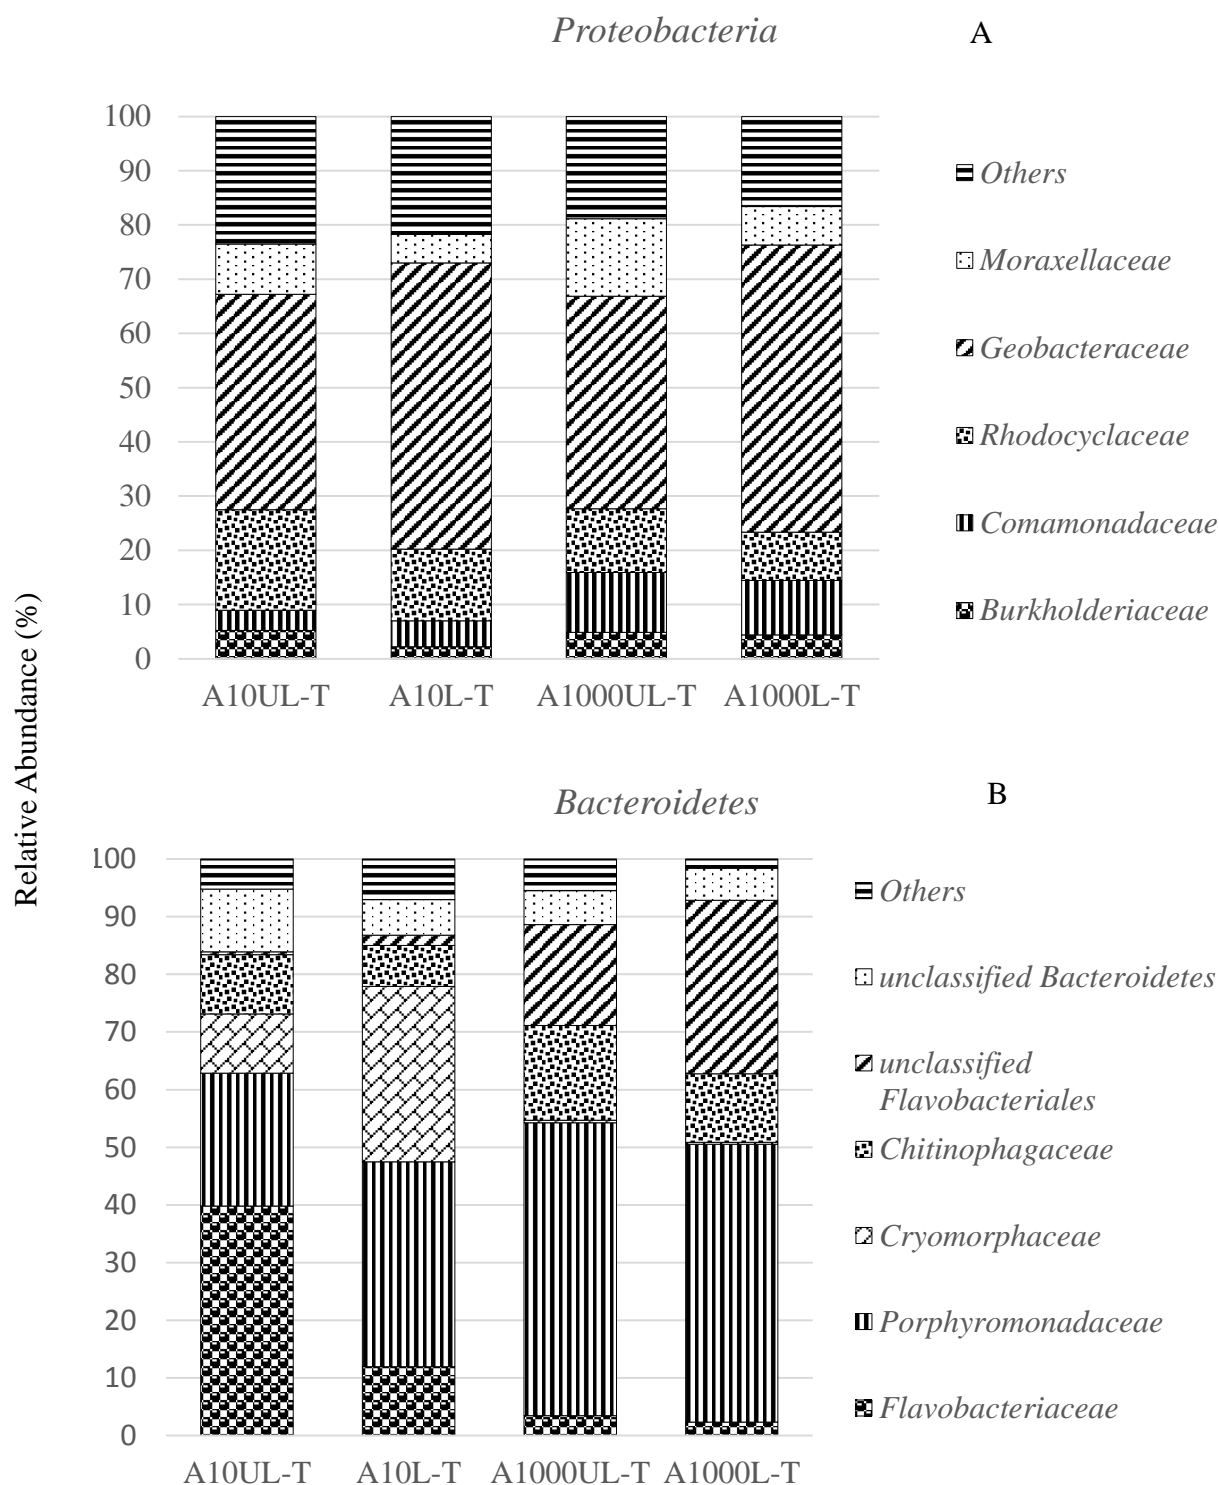 Proteobacteria
A
100
90
80
70
60
50
40
30
20
10
0
A10UL-T
A10L-T
A1000UL-T
A1000L-T
Others
Moraxellaceae
Geobacteraceae
Rhodocyclaceae
Comamonadaceae
Burkholderiaceae
Relative Abundance (%)
Bacteroidetes
B
100
90
80
70
60
50
40
30
20
10
0
A10UL-T
A10L-T
A1000UL-T
A1000L-T
Others
unclassified Bacteroidetes
unclassified
Flavobacteriales
Chitinophagaceae
Cryomorphaceae
Porphyromonadaceae
Flavobacteriaceae